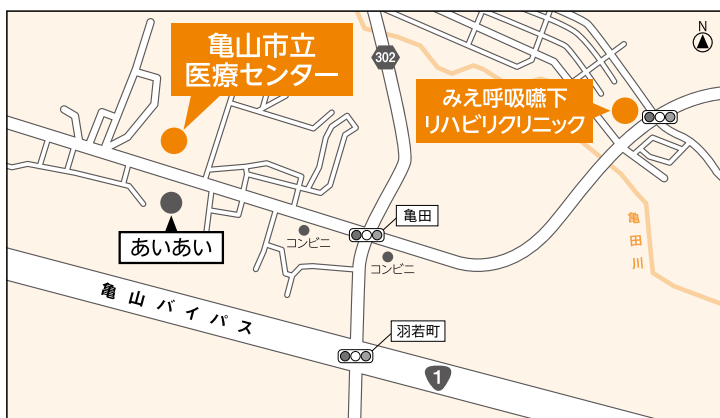 亀山市立
医療センター
302
N
みえ呼吸嚥下
リハビリクリニック
あいあい
亀田
コンビニ
コンビニ
亀田川
亀山バイパス
羽若町
1